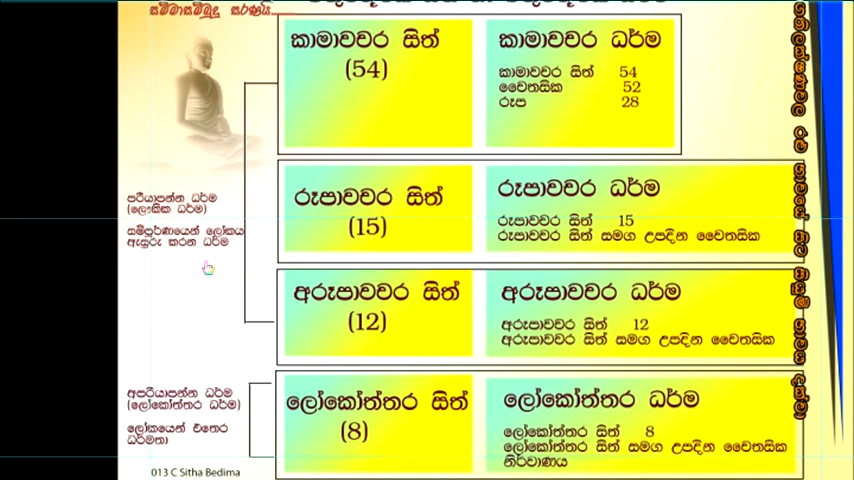 සම්මාසම්බුදු සරණයි.......
කාමාවචර සිත්
(54)
කාමාවචර ධර්ම
කාමාවචර සිත් 54
චෛතසික 52
රූප 28
පරියාපන්න ධර්ම
(ලෞකික ධර්ම)
සම්පූර්ණයෙන් ලෝකය
ඇසුරු කරන ධර්ම
රූපාවචර සිත්
(15)
රූපාවචර ධර්ම
රූපාවචර සිත් 15
රූපාවචර සිත් සමග උපදින චෛතසික
අරූපාවචර සිත්
(12)
අරූපාවචර ධර්ම
අරූපාවචර සිත් 12
අරූපාවචර සිත් සමග උපදින චෛතසික
අපරියාපන්න ධර්ම
(ලෝකෝත්තර ධර්ම)
ලෝකයෙන් එතෙර
ධර්මතා
ලෝකෝත්තර සිත්
(8)
ලෝකෝත්තර ධර්ම
ලෝකෝත්තර සිත් 8
ලෝකෝත්තර සිත් සමග උපදින චෛතසික
නිර්වාණය
013 C Sitha Bedima